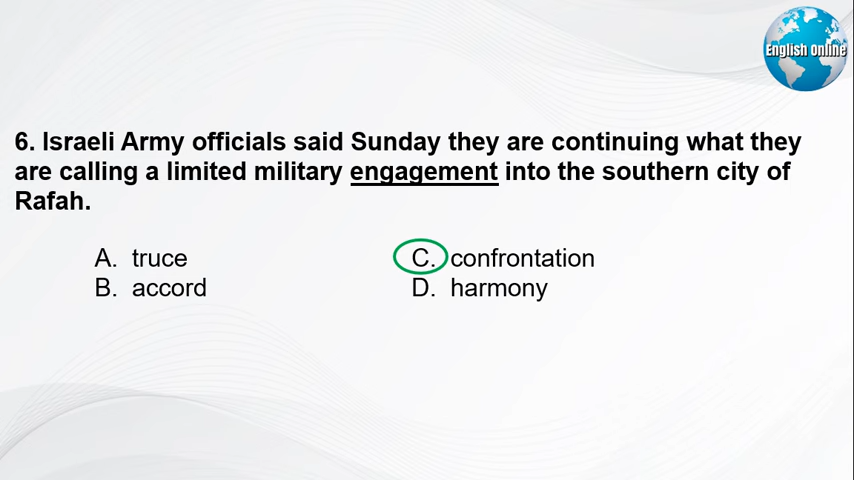 English Online
6. Israeli Army officials said Sunday they are continuing what they
are calling a limited military engagement into the southern city of
Rafah.
A. truce
C. confrontation
B. accord
D. harmony